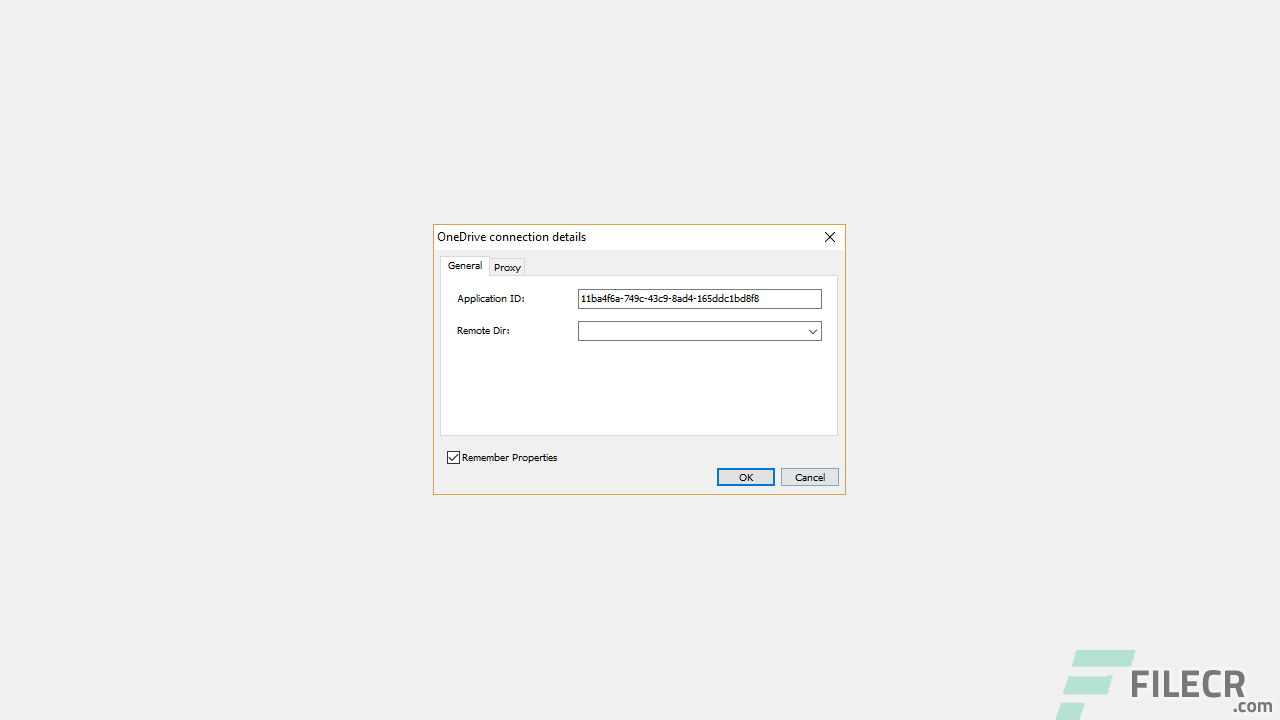 OneDrive connection details
General
Proxy
Application ID:
11ba4f6a-749c-43c9-8ad4-165ddc1bd8f8
Remote Dir:
Remember Properties
OK
Cancel
FILECR
.com